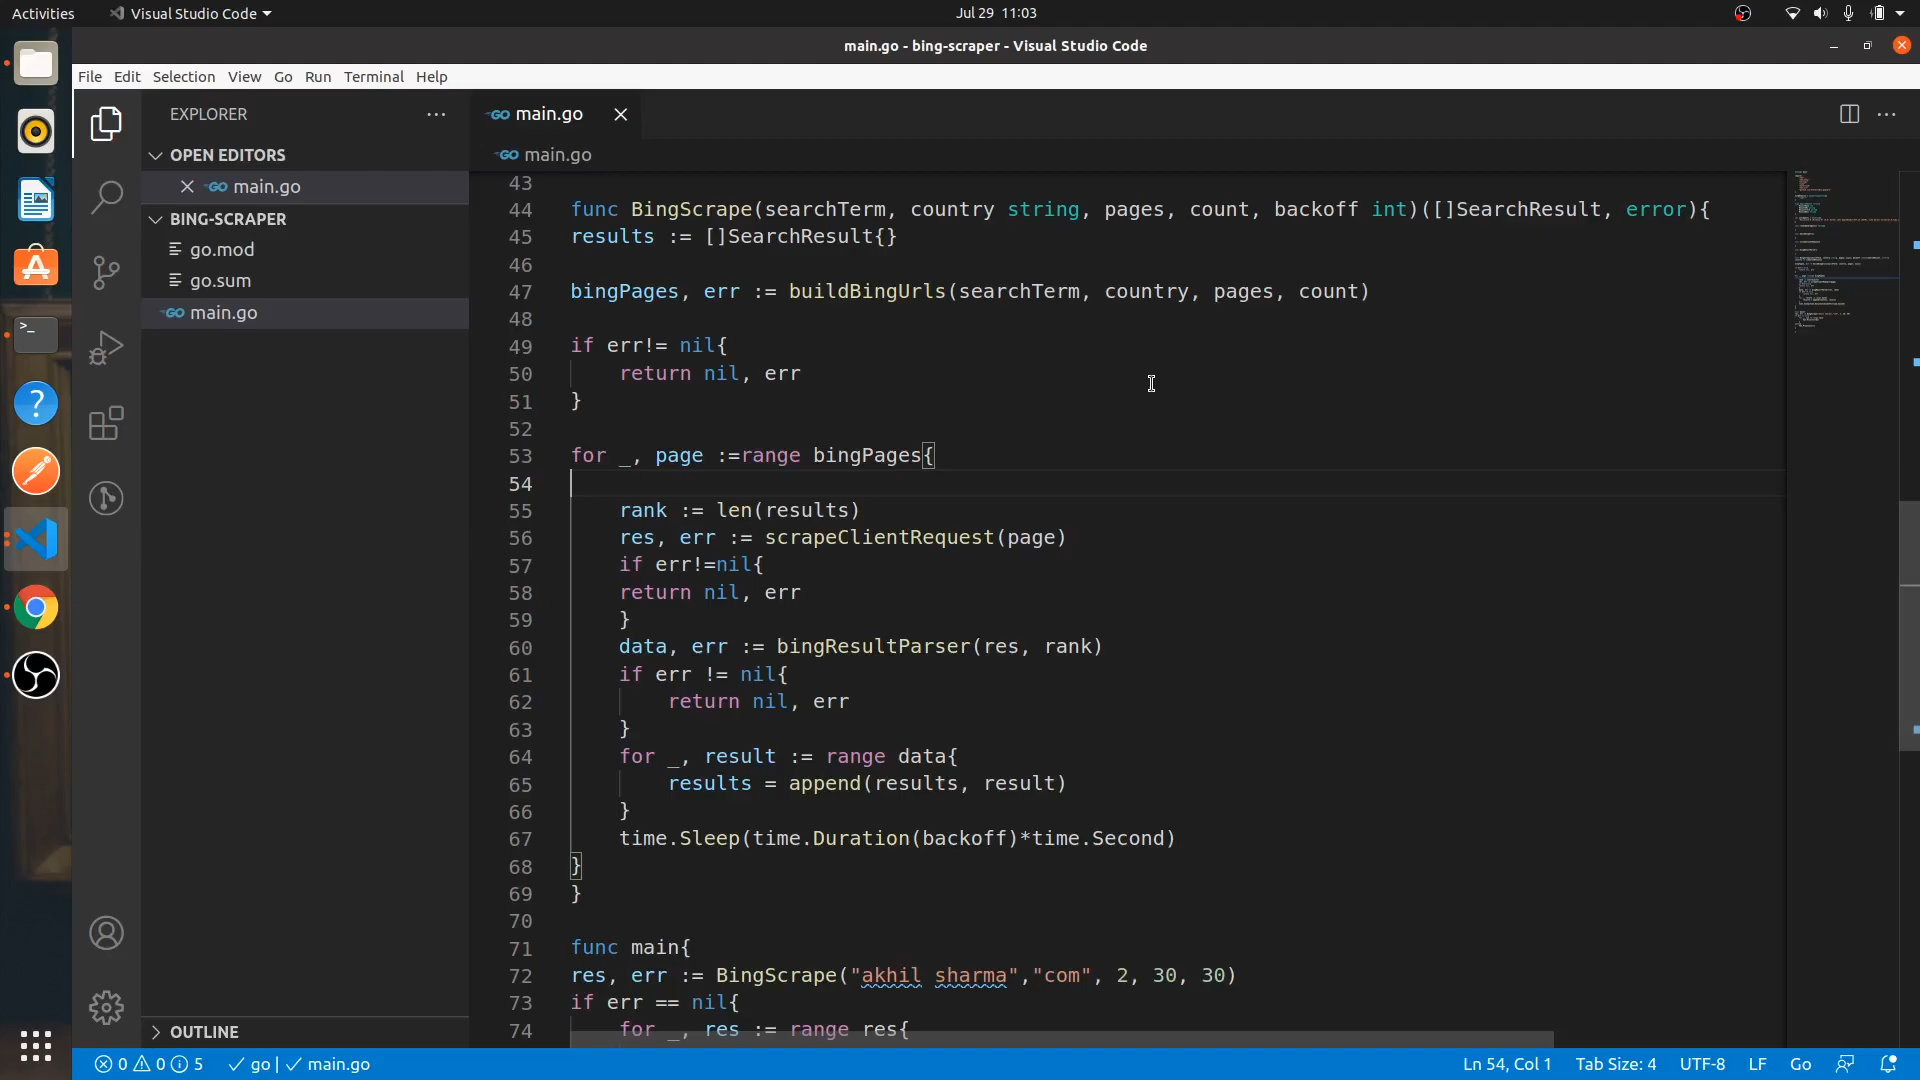 Activities
Visual Studio Code
Jul 29 11:03
main.go - bing-scraper - Visual Studio Code
File Edit Selection View Go Run Terminal Help
EXPLORER
OPEN EDITORS
main.go
BING-SCRAPER
go.mod
go.sum
main.go
OUTLINE
main.go
main.go
43
44 func BingScrape(searchTerm, country string, pages, count, backoff int)([]SearchResult, error){
45 results := []SearchResult{}
46
47 bingPages, err := buildBingUrls(searchTerm, country, pages, count)
48
49 if err!= nil{
50     return nil, err
51 }
52
53 for _, page :=range bingPages{
54
55     rank := len(results)
56     res, err := scrapeClientRequest(page)
57     if err!=nil{
58     return nil, err
59     }
60     data, err := bingResultParser(res, rank)
61     if err != nil{
62         return nil, err
63     }
64     for _, result := range data{
65         results = append(results, result)
66     }
67     time.Sleep(time.Duration(backoff)*time.Second)
68 }
69 }
70
71 func main{
72 res, err := BingScrape("akhil sharma","com", 2, 30, 30)
73 if err == nil{
74     for _, res := range res{
0 0 5 go | main.go
Ln 54, Col 1 Tab Size: 4 UTF-8 LF Go